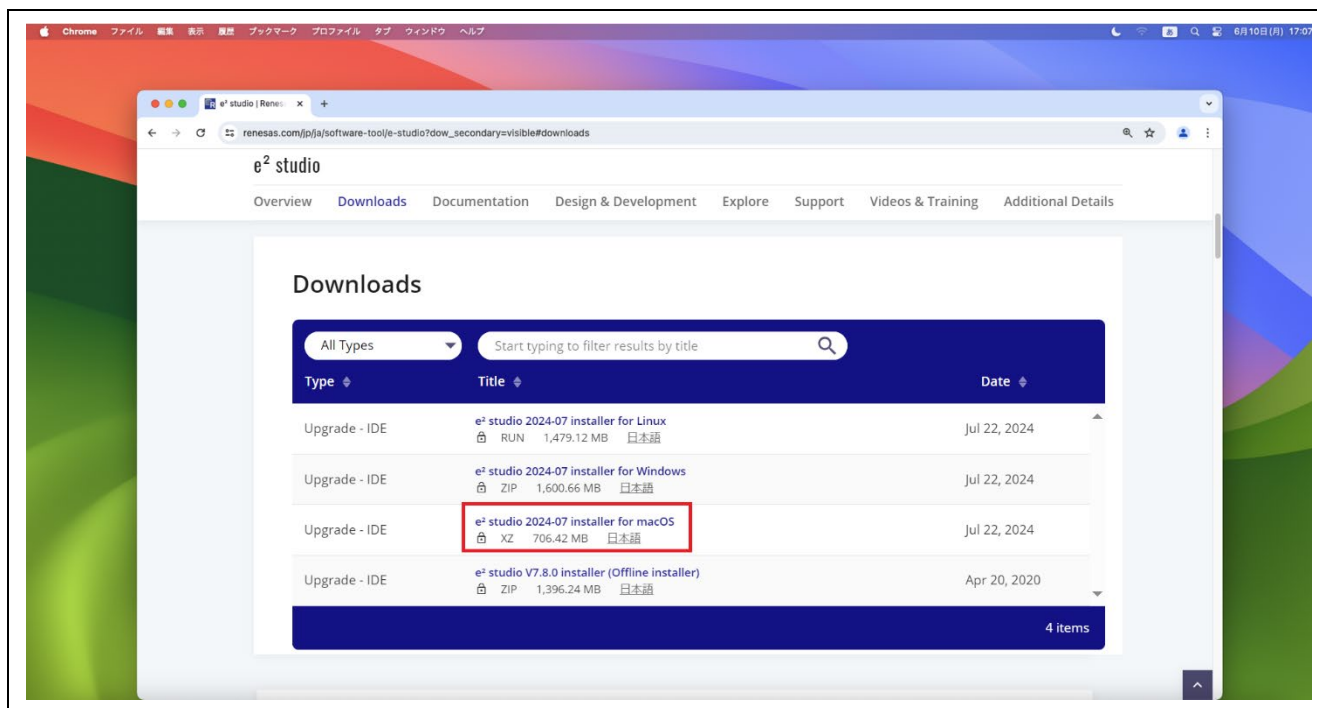 Chrome ファイル 編集 表示 履歴 ブックマーク プロファイル タブ ウィンドウ ヘルプ あ 6月10日(月) 17:07
e² studio | Renes
renesas.com/jp/ja/software-tool/e-studio?dow_secondary=visible#downloads
e² studio
Overview Downloads Documentation Design & Development Explore Support Videos & Training Additional Details
Downloads
All Types Start typing to filter results by title
Type Title Date
e² studio 2024-07 installer for Linux
Upgrade - IDE Jul 22, 2024
RUN 1,479.12 MB 日本語
e² studio 2024-07 installer for Windows
Upgrade - IDE Jul 22, 2024
ZIP 1,600.66 MB 日本語
e² studio 2024-07 installer for macOS
Upgrade - IDE Jul 22, 2024
XZ 706.42 MB 日本語
e² studio V7.8.0 installer (Offline installer)
Upgrade - IDE Apr 20, 2020
ZIP 1,396.24 MB 日本語
4 items